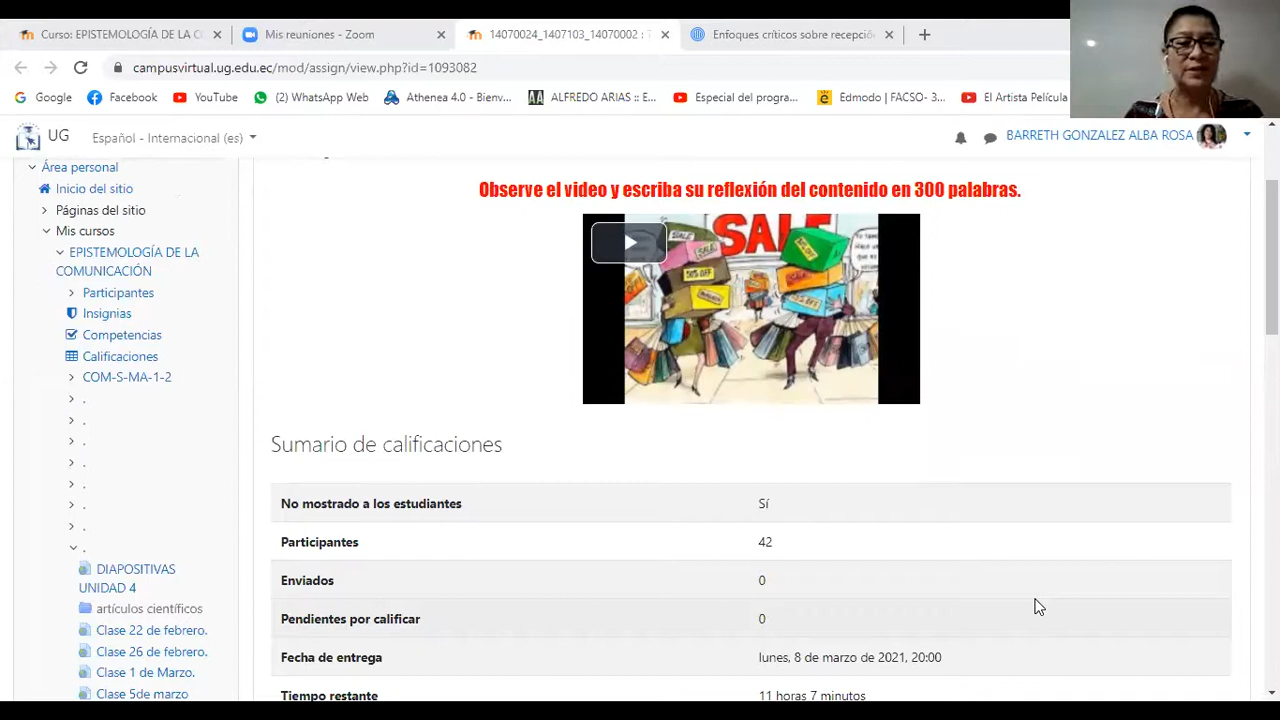 Curso: EPISTEMOLOGÍA DE LA C
Mis reuniones - Zoom
14070024_1407103_14070002 : T
Enfoques críticos sobre recepció
campusvirtual.ug.edu.ec/mod/assign/view.php?id=1093082
Google
Facebook
YouTube
(2) WhatsApp Web
Athenea 4.0 - Bienv...
ALFREDO ARIAS :: E...
Especial del progra...
Edmodo | FACSO- 3...
El Artista Película
UG
Español - Internacional (es)
BARRETH GONZALEZ ALBA ROSA
Área personal
Inicio del sitio
Páginas del sitio
Mis cursos
EPISTEMOLOGÍA DE LA
COMUNICACIÓN
Participantes
Insignias
Competencias
Calificaciones
COM-S-MA-1-2
.
.
.
.
.
.
.
.
DIAPOSITIVAS
UNIDAD 4
artículos científicos
Clase 22 de febrero.
Clase 26 de febrero.
Clase 1 de Marzo.
Clase 5de marzo
Observe el video y escriba su reflexión del contenido en 300 palabras.
SALE
Sumario de calificaciones
No mostrado a los estudiantes Sí
Participantes 42
Enviados 0
Pendientes por calificar 0
Fecha de entrega lunes, 8 de marzo de 2021, 20:00
Tiempo restante 11 horas 7 minutos